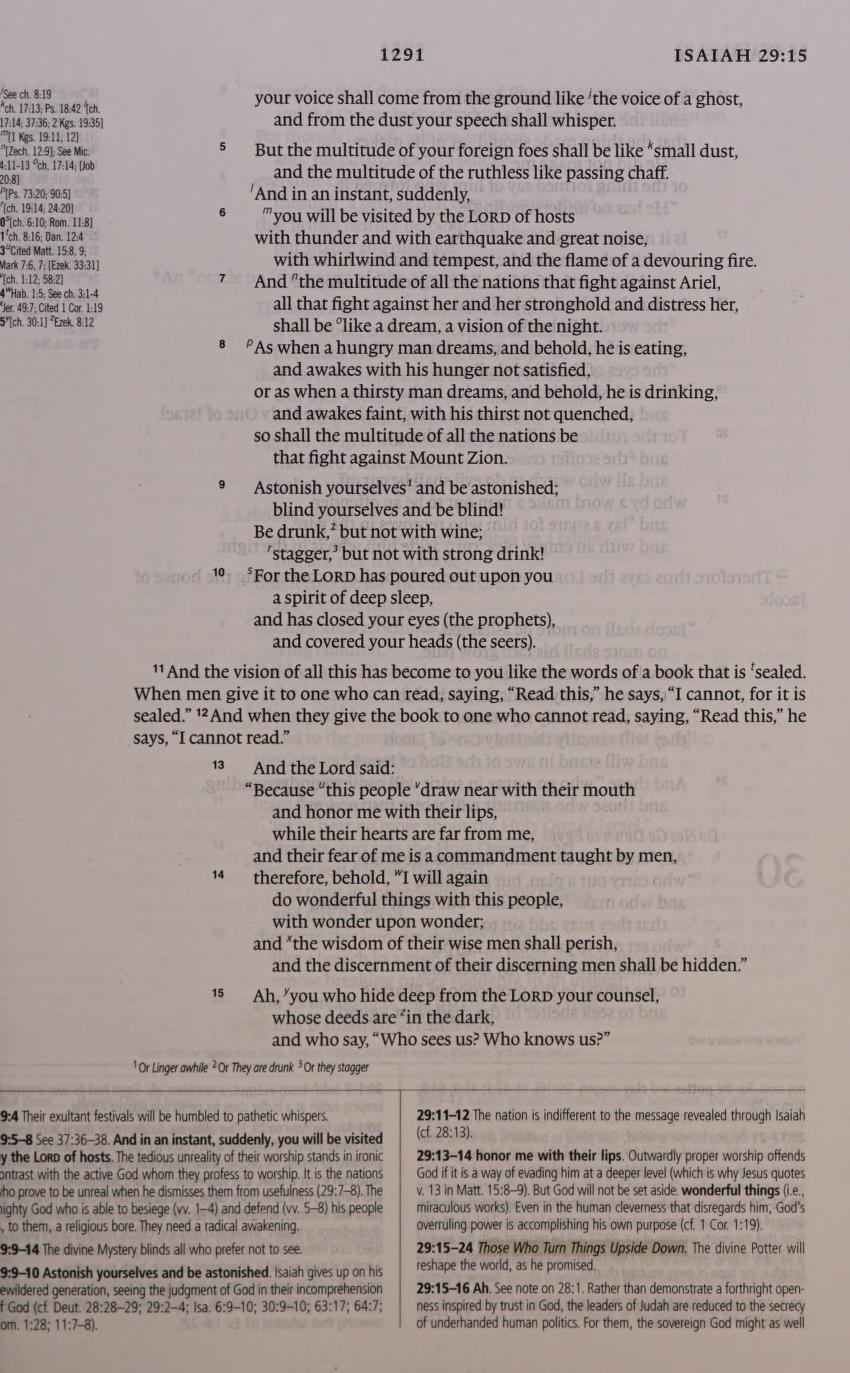 1291
ISAIAH 29:15
See ch. 8:19
kch. 17:13; Ps. 18:42 l[ch.
17:14; 37:36; 2 Kgs. 19:35]
m[1 Kgs. 19:11, 12]
n[Zech. 12:9]; See Mic.
4:11-13 och. 17:14; [Job
20:8]
p[Ps. 73:20; 90:5]
r[ch. 19:14; 24:20]
0s[ch. 6:10; Rom. 11:8]
1tch. 8:16; Dan. 12:4
3uCited Matt. 15:8, 9;
Mark 7:6, 7; [Ezek. 33:31]
v[ch. 1:12; 58:2]
4wHab. 1:5; See ch. 3:1-4
xJer. 49:7; Cited 1 Cor. 1:19
5y[ch. 30:1] zEzek. 8:12
your voice shall come from the ground like jthe voice of a ghost,
and from the dust your speech shall whisper.
5 But the multitude of your foreign foes shall be like ksmall dust,
and the multitude of the ruthless like passing chaff.
lAnd in an instant, suddenly,
6 myou will be visited by the LORD of hosts
with thunder and with earthquake and great noise,
with whirlwind and tempest, and the flame of a devouring fire.
7 And nthe multitude of all the nations that fight against Ariel,
all that fight against her and her stronghold and distress her,
shall be olike a dream, a vision of the night.
8 pAs when a hungry man dreams, and behold, he is eating,
and awakes with his hunger not satisfied,
or as when a thirsty man dreams, and behold, he is drinking,
and awakes faint, with his thirst not quenched,
so shall the multitude of all the nations be
that fight against Mount Zion.
9 Astonish yourselves1 and be astonished;
blind yourselves and be blind!
Be drunk,2 but not with wine;
rstagger,3 but not with strong drink!
10 sFor the LORD has poured out upon you
a spirit of deep sleep,
and has closed your eyes (the prophets),
and covered your heads (the seers).
11 And the vision of all this has become to you like the words of a book that is tsealed.
When men give it to one who can read, saying, “Read this,” he says, “I cannot, for it is
sealed.” 12 And when they give the book to one who cannot read, saying, “Read this,” he
says, “I cannot read.”
13 And the Lord said:
“Because uthis people vdraw near with their mouth
and honor me with their lips,
while their hearts are far from me,
and their fear of me is a commandment taught by men,
14 therefore, behold, wI will again
do wonderful things with this people,
with wonder upon wonder;
and xthe wisdom of their wise men shall perish,
and the discernment of their discerning men shall be hidden.”
15 Ah, yyou who hide deep from the LORD your counsel,
whose deeds are zin the dark,
and who say, “Who sees us? Who knows us?”
1Or Linger awhile 2Or They are drunk 3Or they stagger
9:4 Their exultant festivals will be humbled to pathetic whispers.
9:5–8 See 37:36–38. And in an instant, suddenly, you will be visited
y the LORD of hosts. The tedious unreality of their worship stands in ironic
ontrast with the active God whom they profess to worship. It is the nations
ho prove to be unreal when he dismisses them from usefulness (29:7–8). The
ighty God who is able to besiege (vv. 1–4) and defend (vv. 5–8) his people
, to them, a religious bore. They need a radical awakening.
9:9–14 The divine Mystery blinds all who prefer not to see.
9:9–10 Astonish yourselves and be astonished. Isaiah gives up on his
ewildered generation, seeing the judgment of God in their incomprehension
f God (cf. Deut. 28:28–29; 29:2–4; Isa. 6:9–10; 30:9–10; 63:17; 64:7;
om. 1:28; 11:7–8).
29:11–12 The nation is indifferent to the message revealed through Isaiah
(cf. 28:13).
29:13–14 honor me with their lips. Outwardly proper worship offends
God if it is a way of evading him at a deeper level (which is why Jesus quotes
v. 13 in Matt. 15:8–9). But God will not be set aside. wonderful things (i.e.,
miraculous works). Even in the human cleverness that disregards him, God's
overruling power is accomplishing his own purpose (cf. 1 Cor. 1:19).
29:15–24 Those Who Turn Things Upside Down. The divine Potter will
reshape the world, as he promised.
29:15–16 Ah. See note on 28:1. Rather than demonstrate a forthright open-
ness inspired by trust in God, the leaders of Judah are reduced to the secrecy
of underhanded human politics. For them, the sovereign God might as well